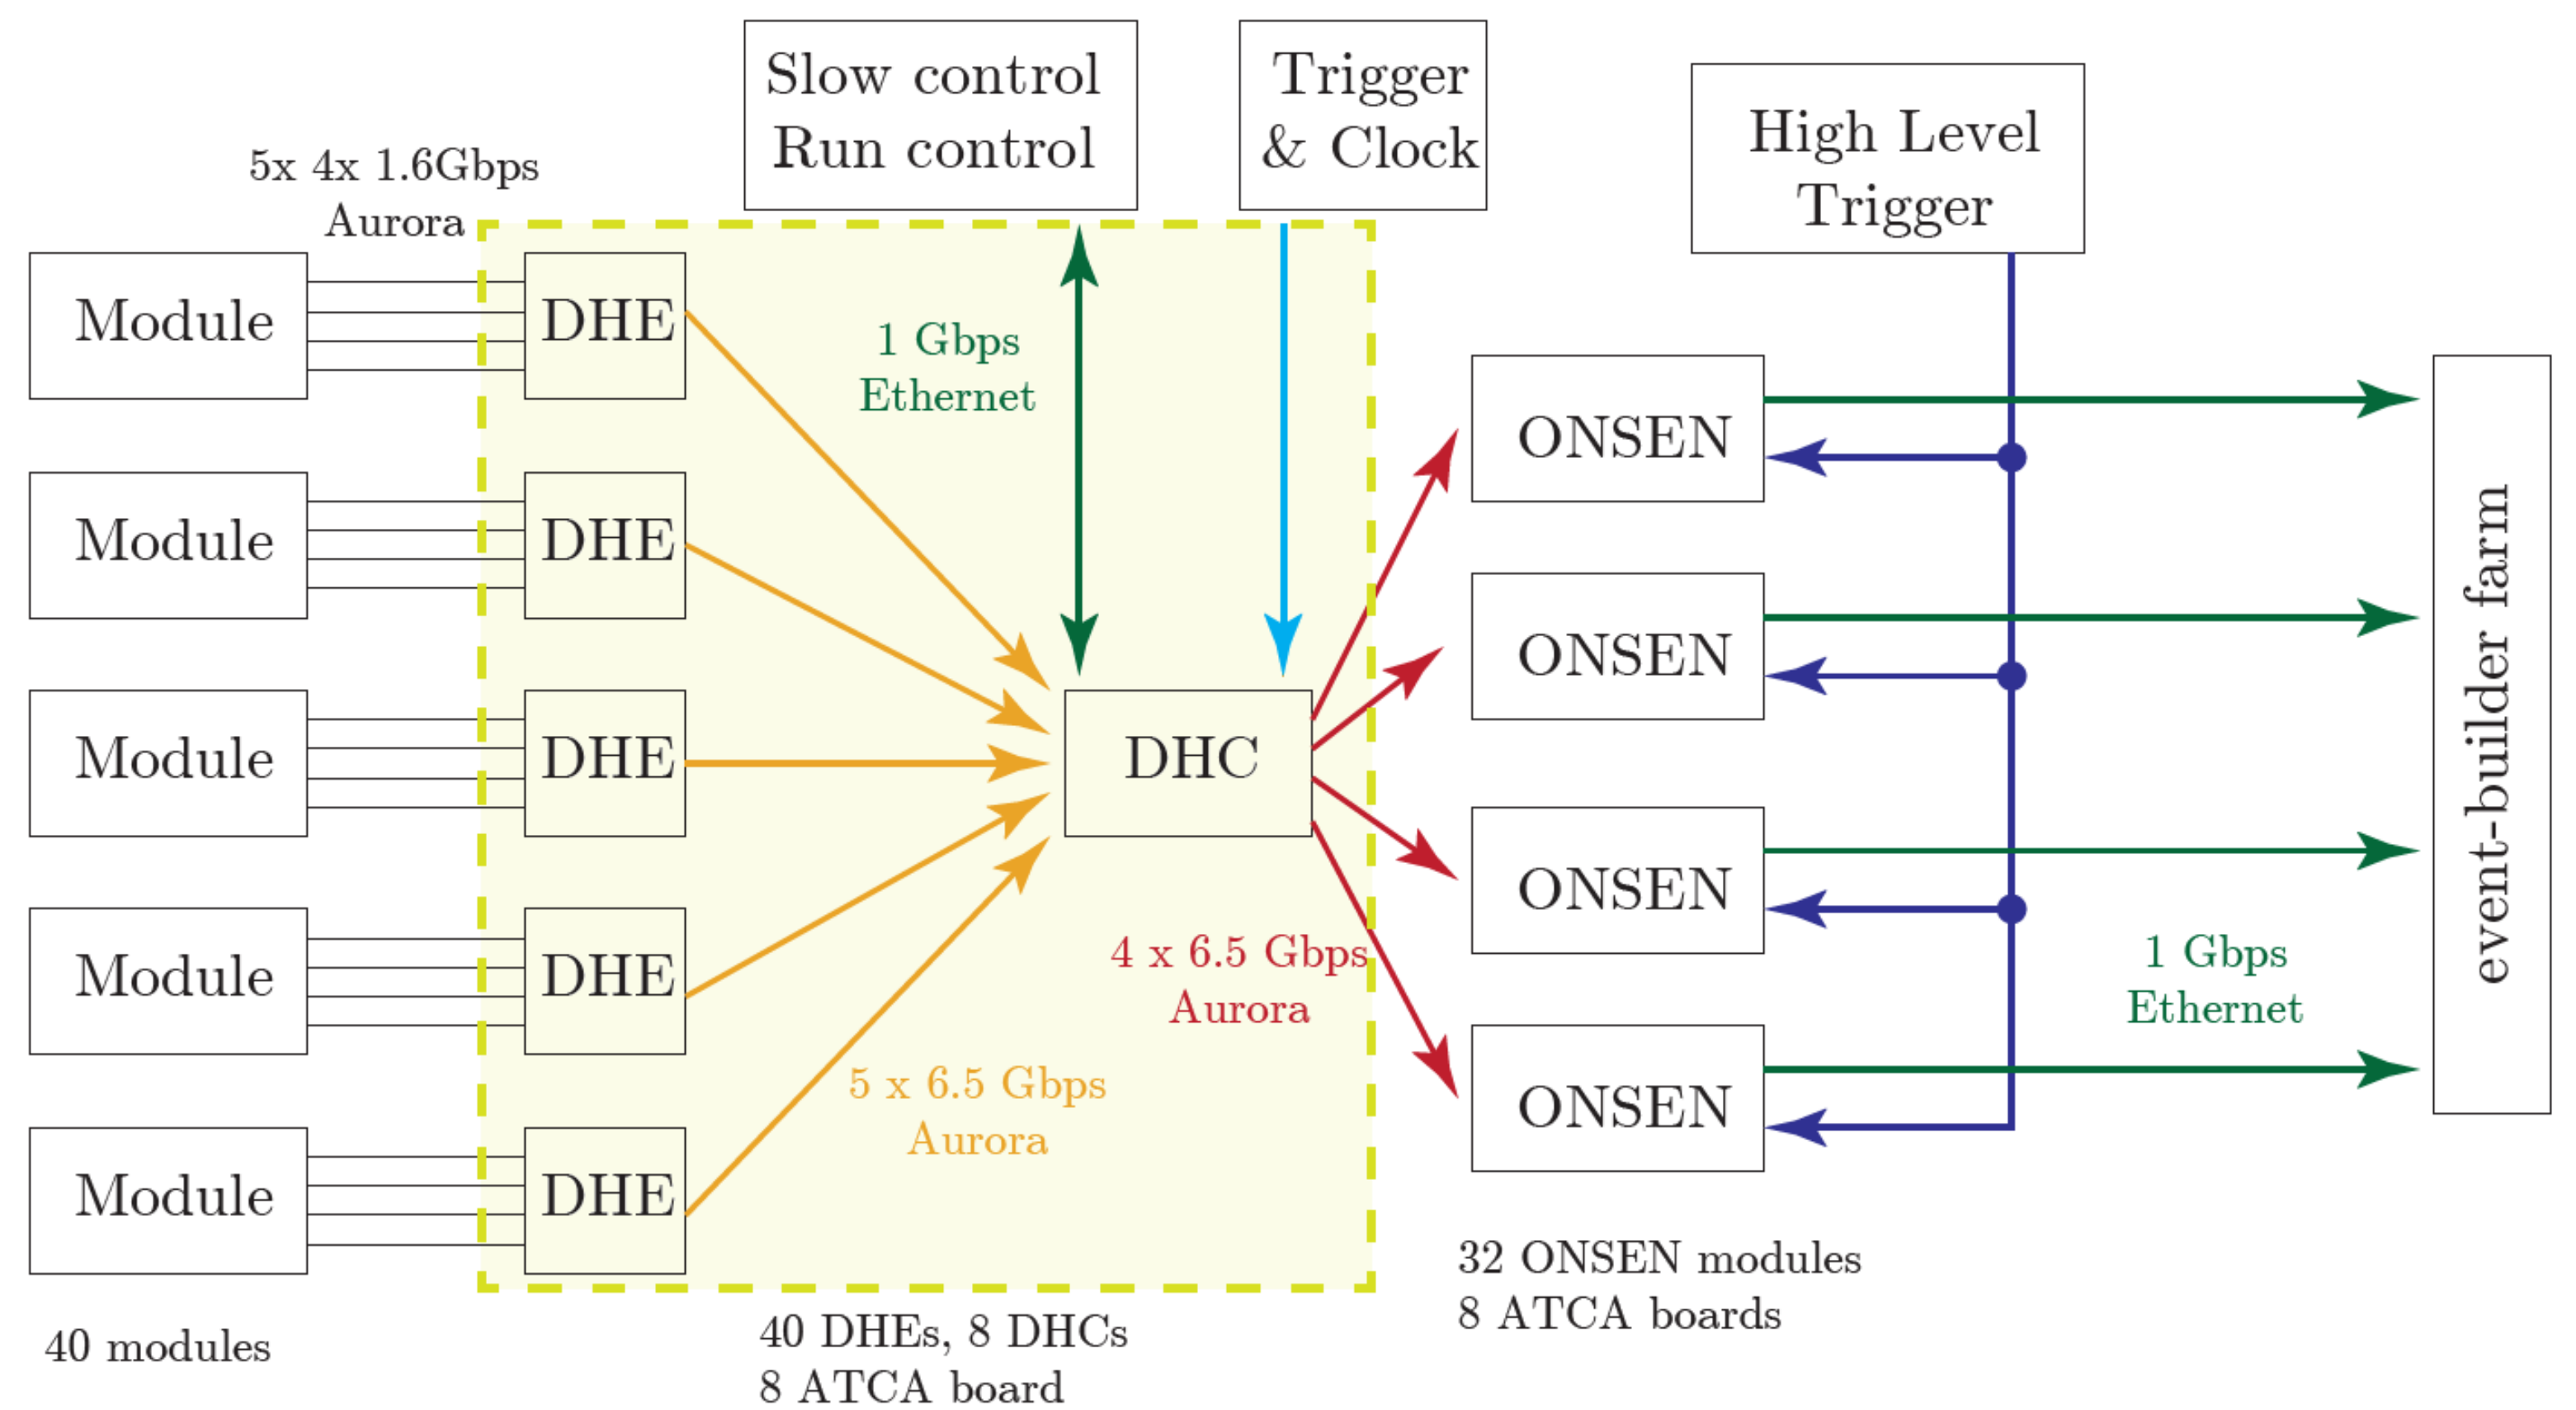 Slow control
Run control
Trigger
& Clock
High Level
Trigger
5x 4x 1.6Gbps
Aurora
Module
DHE
1 Gbps
Ethernet
ONSEN
Module
DHE
ONSEN
Module
DHE
DHC
event-builder farm
ONSEN
Module
DHE
4 x 6.5 Gbps
Aurora
1 Gbps
Ethernet
5 x 6.5 Gbps
Aurora
ONSEN
Module
DHE
32 ONSEN modules
8 ATCA boards
40 modules
40 DHEs, 8 DHCs
8 ATCA board